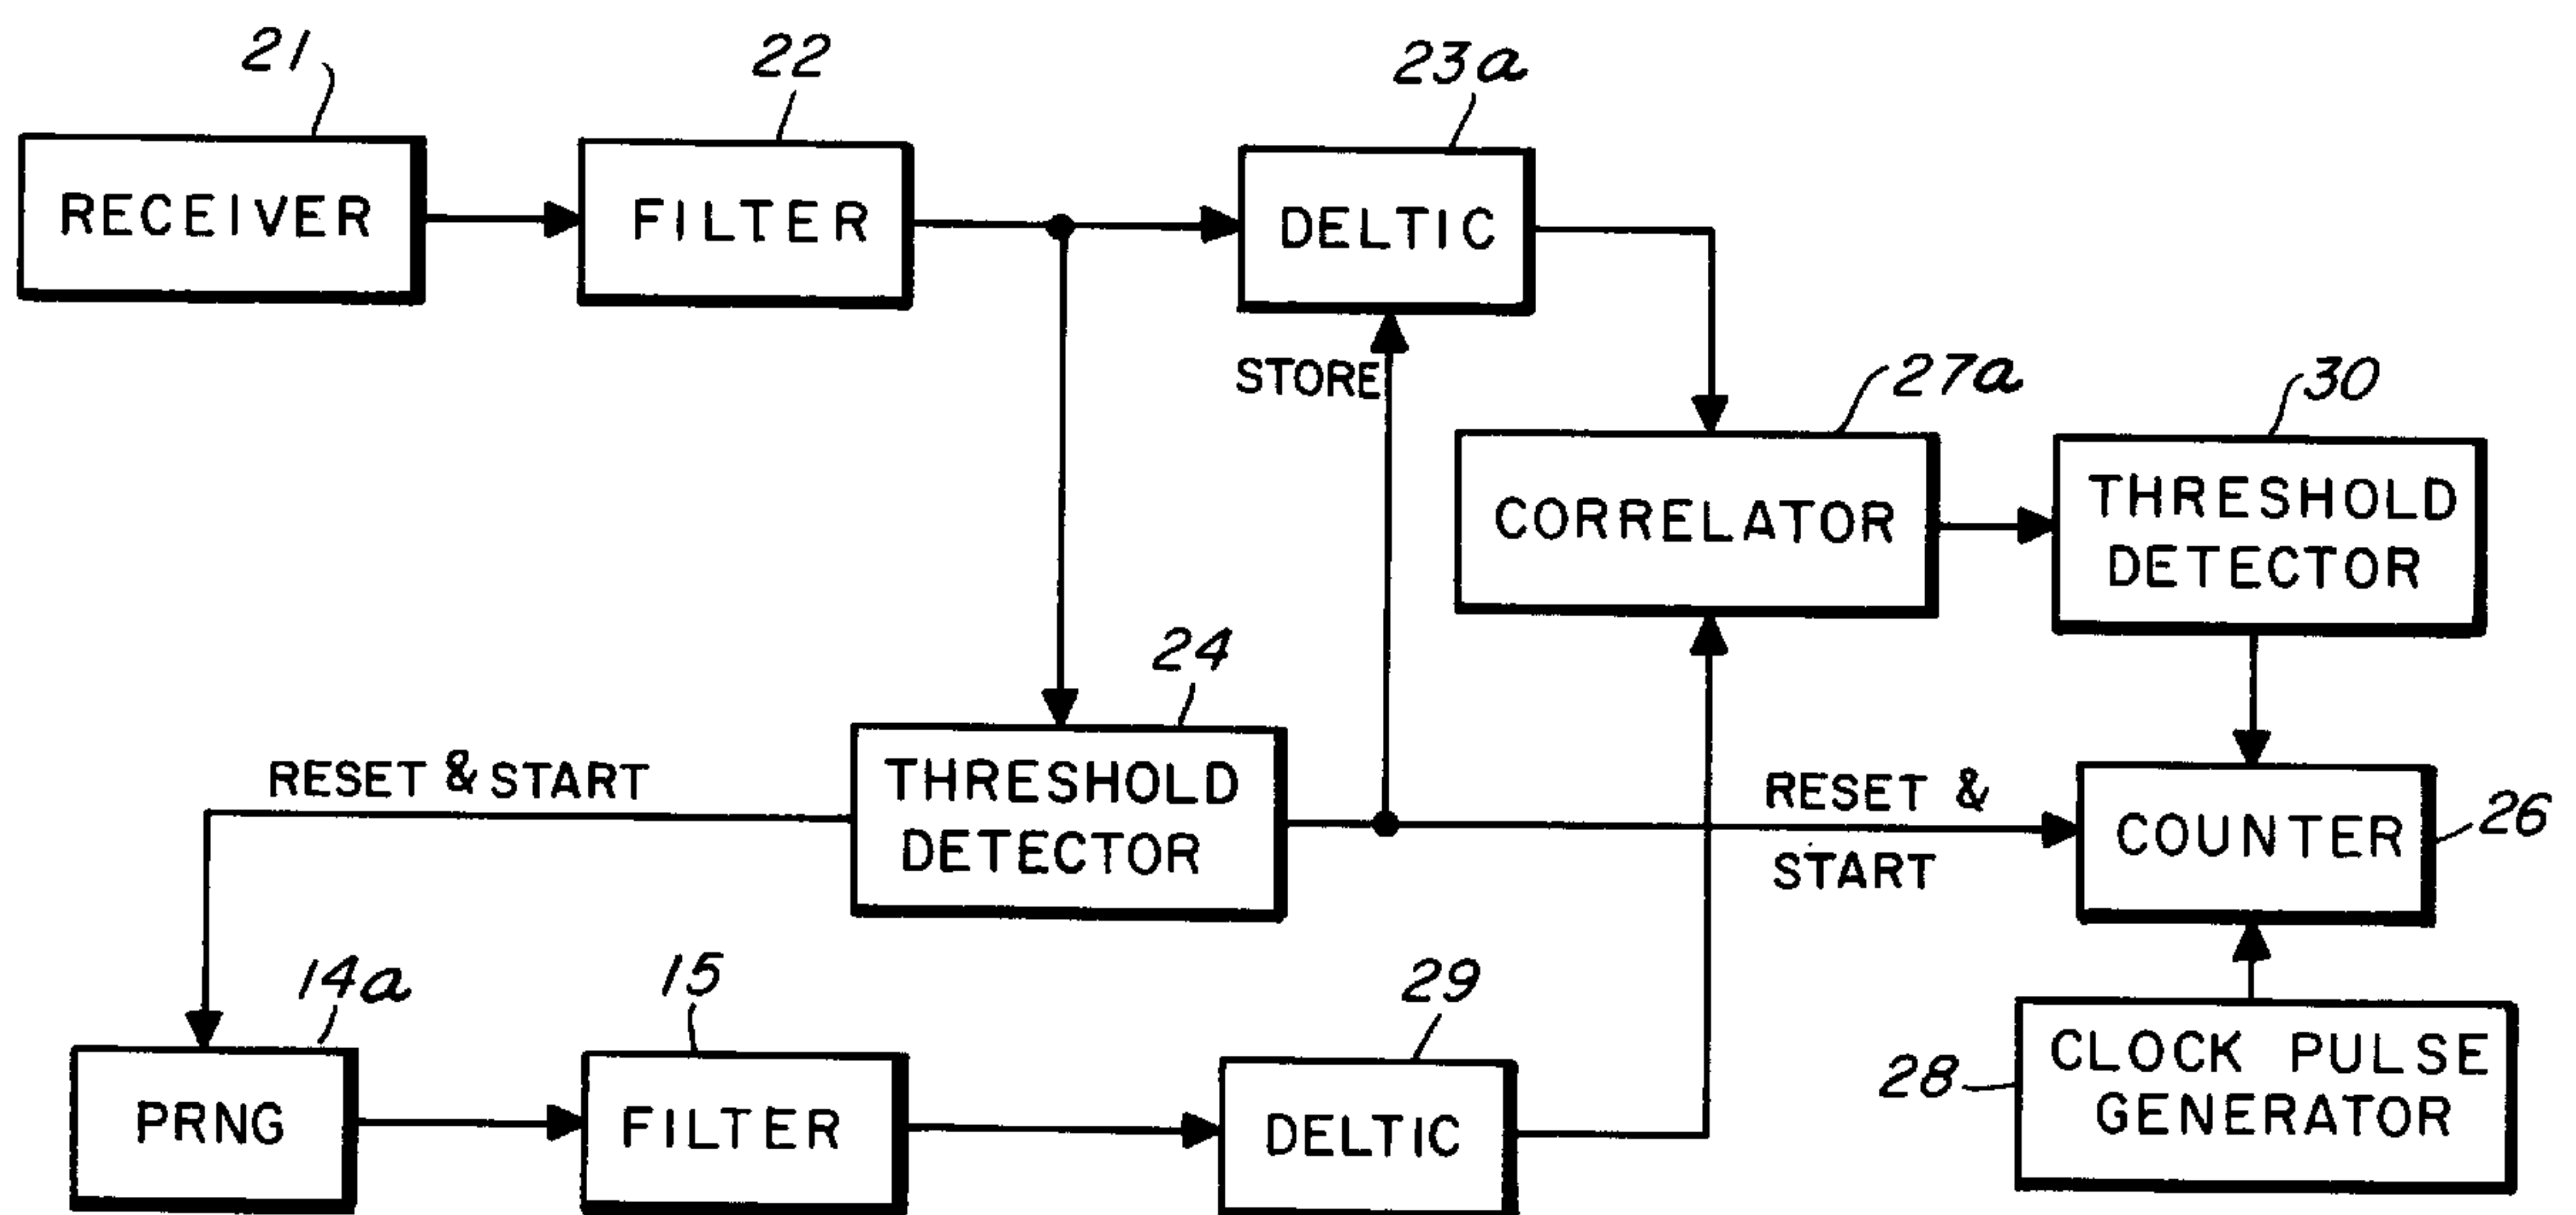 21
22
23a
RECEIVER
FILTER
DELTIC
STORE
27a
30
CORRELATOR
THRESHOLD
DETECTOR
24
RESET & START
THRESHOLD
DETECTOR
RESET &
START
COUNTER
26
14a
15
29
PRNG
FILTER
DELTIC
28
CLOCK PULSE
GENERATOR